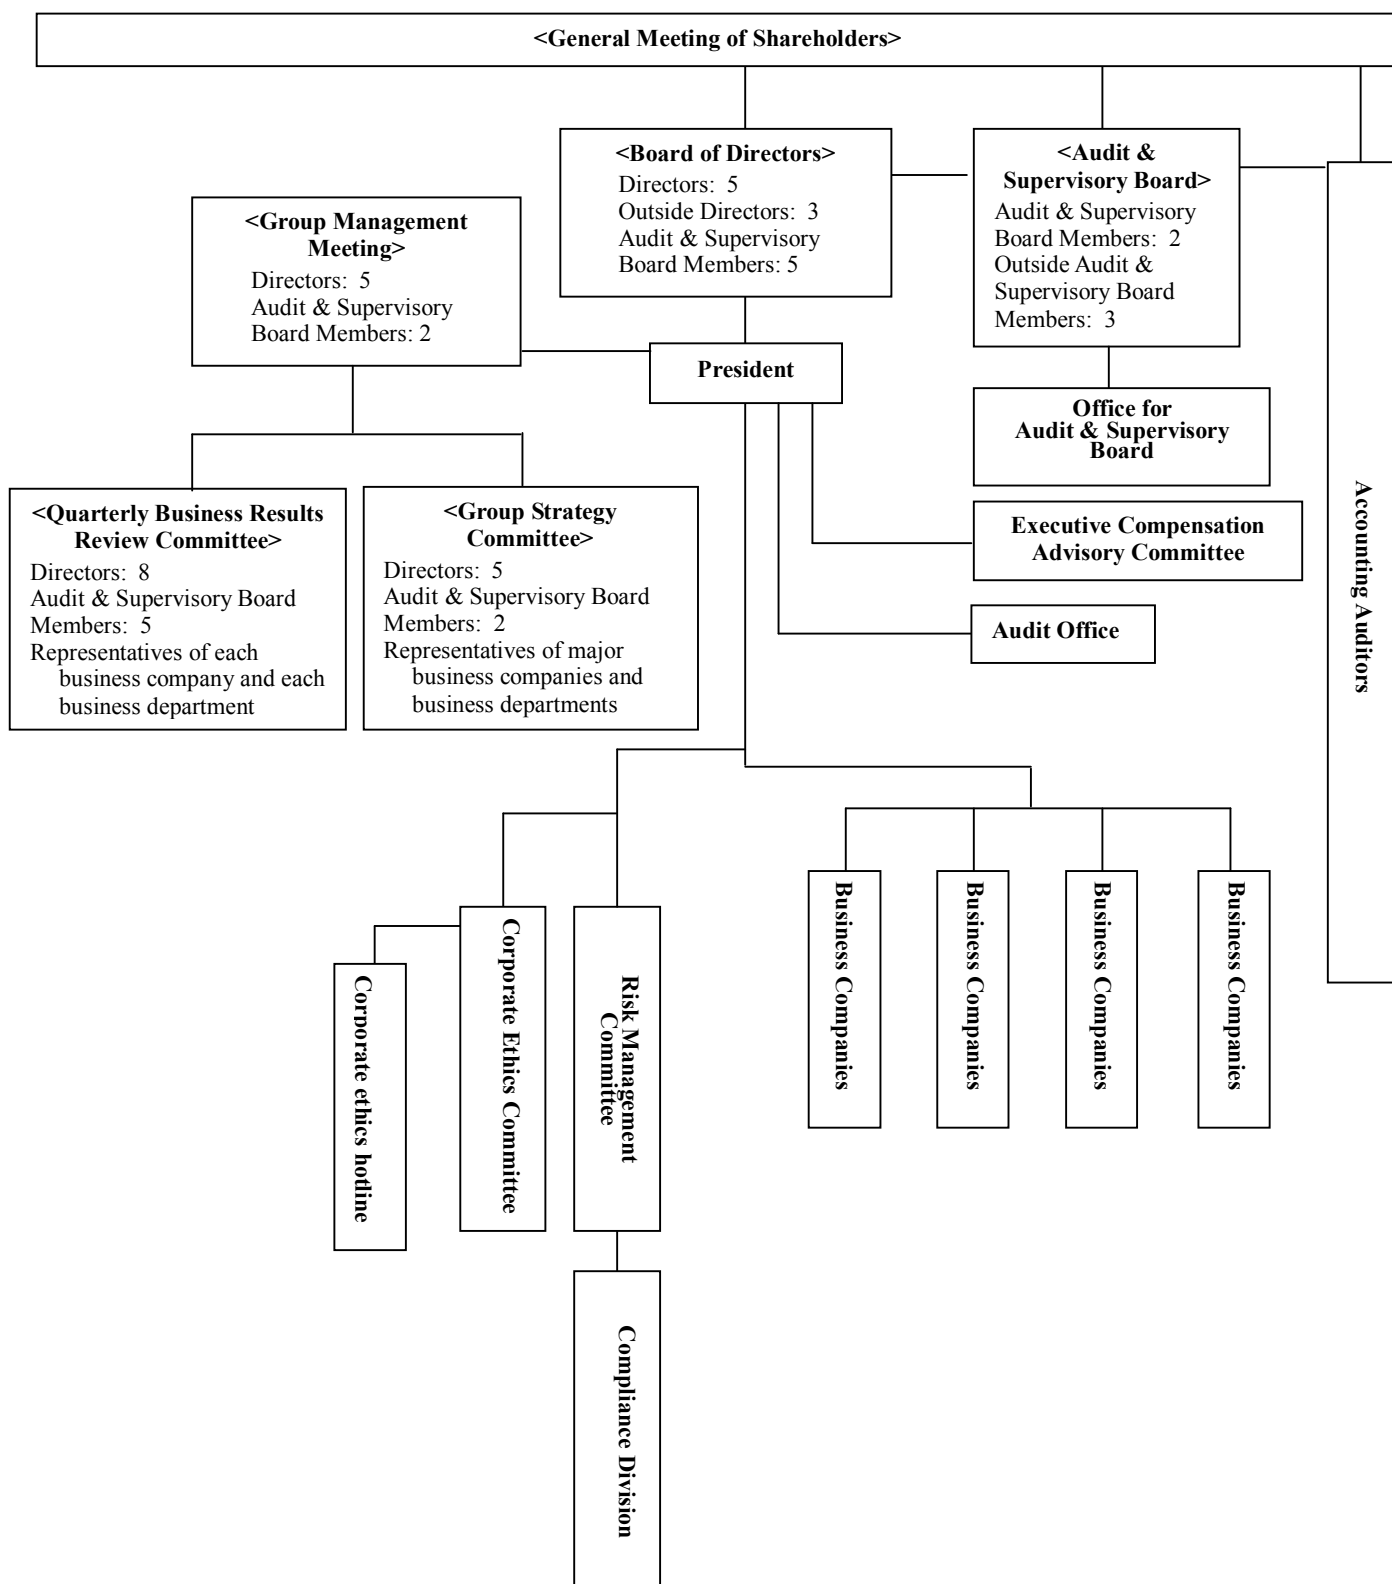 <General Meeting of Shareholders>
<Board of Directors>
Directors: 5
Outside Directors: 3
Audit & Supervisory
Board Members: 5
<Audit &
Supervisory Board>
Audit & Supervisory
Board Members: 2
Outside Audit &
Supervisory Board
Members: 3
<Group Management
Meeting>
Directors: 5
Audit & Supervisory
Board Members: 2
President
Office for
Audit & Supervisory
Board
<Quarterly Business Results
Review Committee>
Directors: 8
Audit & Supervisory Board
Members: 5
Representatives of each
business company and each
business department
<Group Strategy
Committee>
Directors: 5
Audit & Supervisory Board
Members: 2
Representatives of major
business companies and
business departments
Executive Compensation
Advisory Committee
Audit Office
Accounting Auditors
Corporate ethics hotline
Corporate Ethics Committee
Risk Management
Committee
Business Companies
Business Companies
Business Companies
Business Companies
Compliance Division